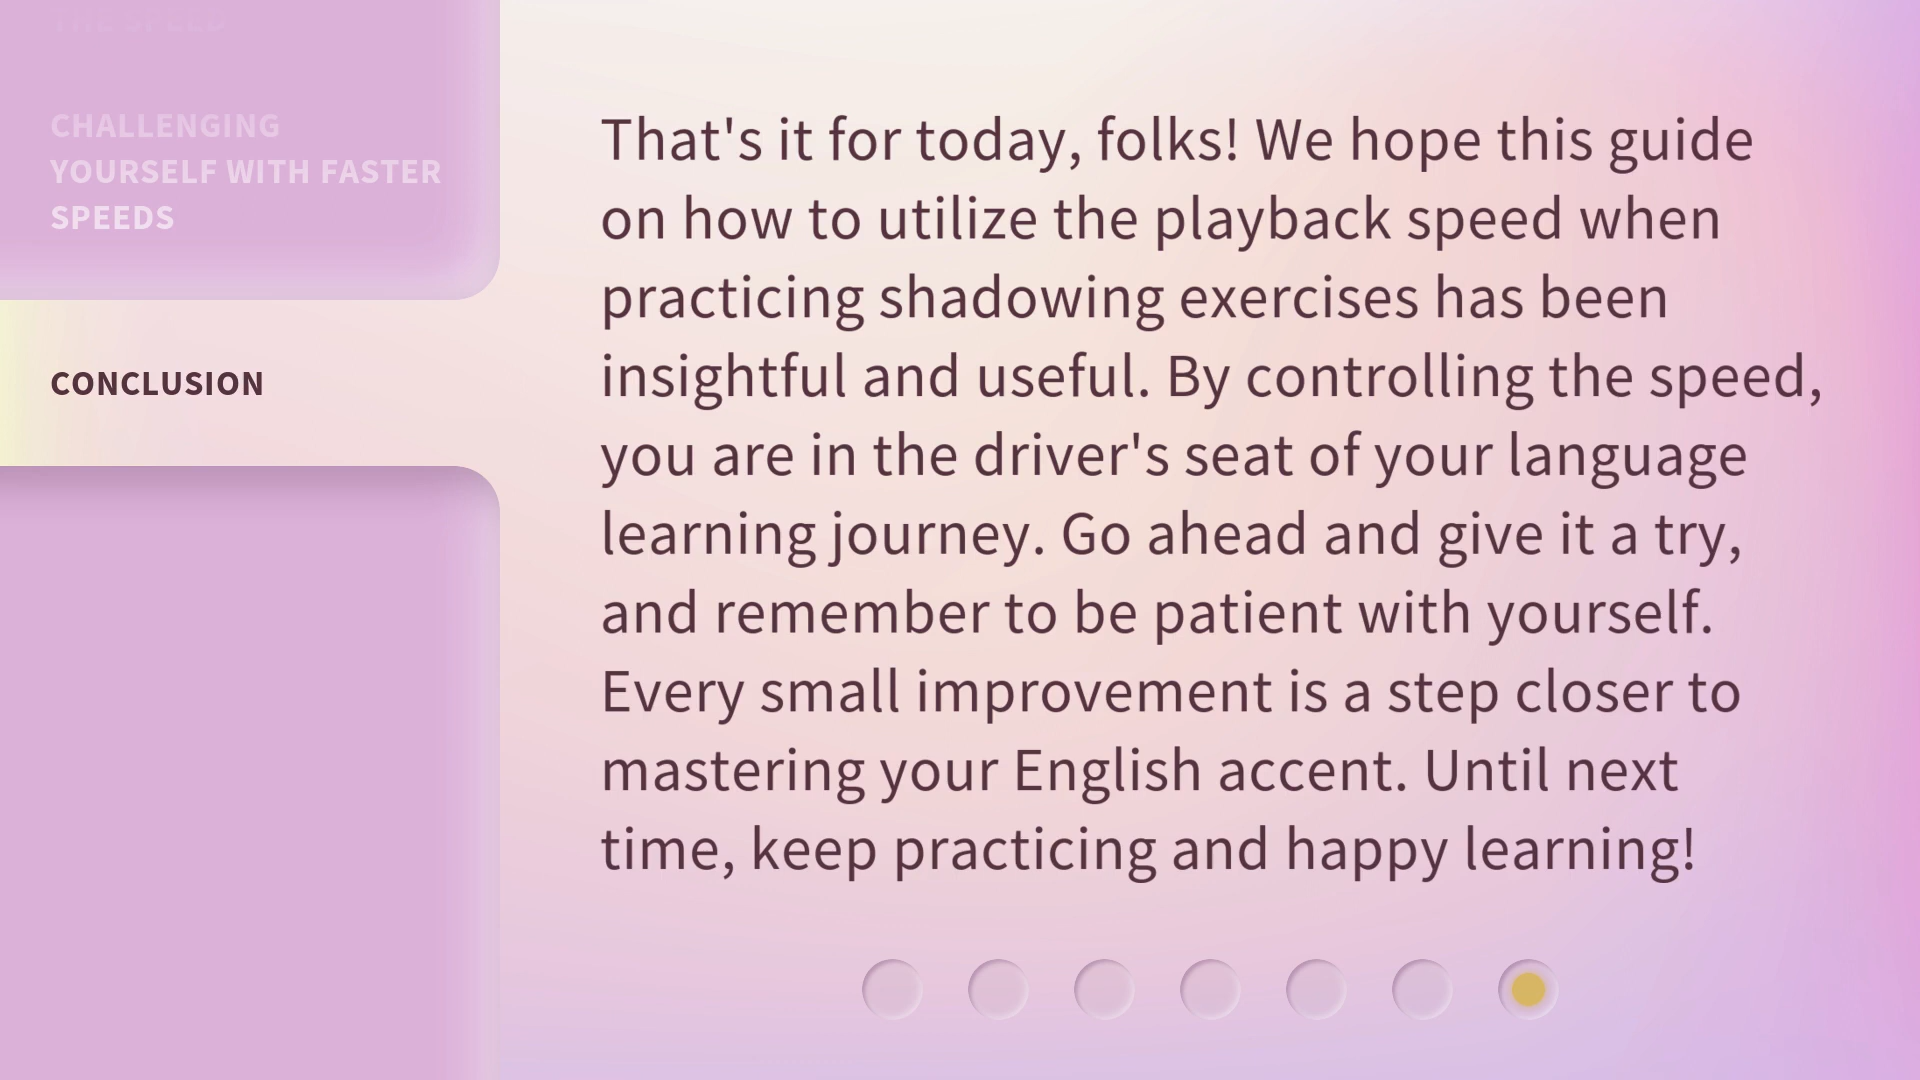 THE SPEED
CHALLENGING
YOURSELF WITH FASTER
SPEEDS
CONCLUSION
That's it for today, folks! We hope this guide
on how to utilize the playback speed when
practicing shadowing exercises has been
insightful and useful. By controlling the speed,
you are in the driver's seat of your language
learning journey. Go ahead and give it a try,
and remember to be patient with yourself.
Every small improvement is a step closer to
mastering your English accent. Until next
time, keep practicing and happy learning!